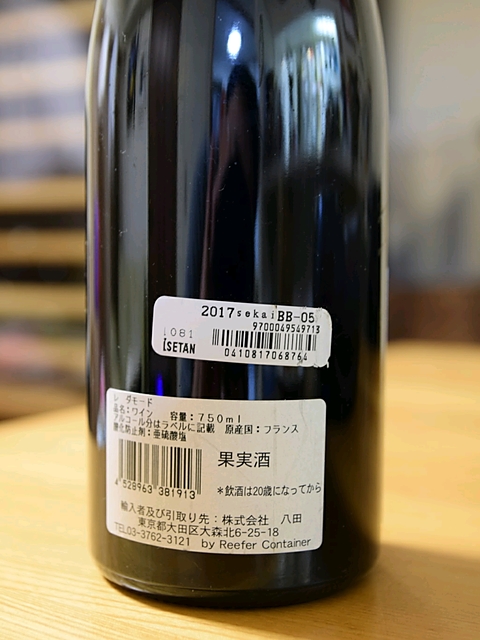 2017sekaiBB-05
9700049549713
1081
ISETAN
0410817068764
レ ダモード
品名：ワイン 容量：750ml
アルコール分はラベルに記載 原産国：フランス
酸化防止剤：亜硫酸塩
果実酒
4 528963 381913
＊飲酒は20歳になってから
輸入者及び引取り先：株式会社 八田
東京都大田区大森北6-25-18
TEL03-3762-3121 by Reefer Container